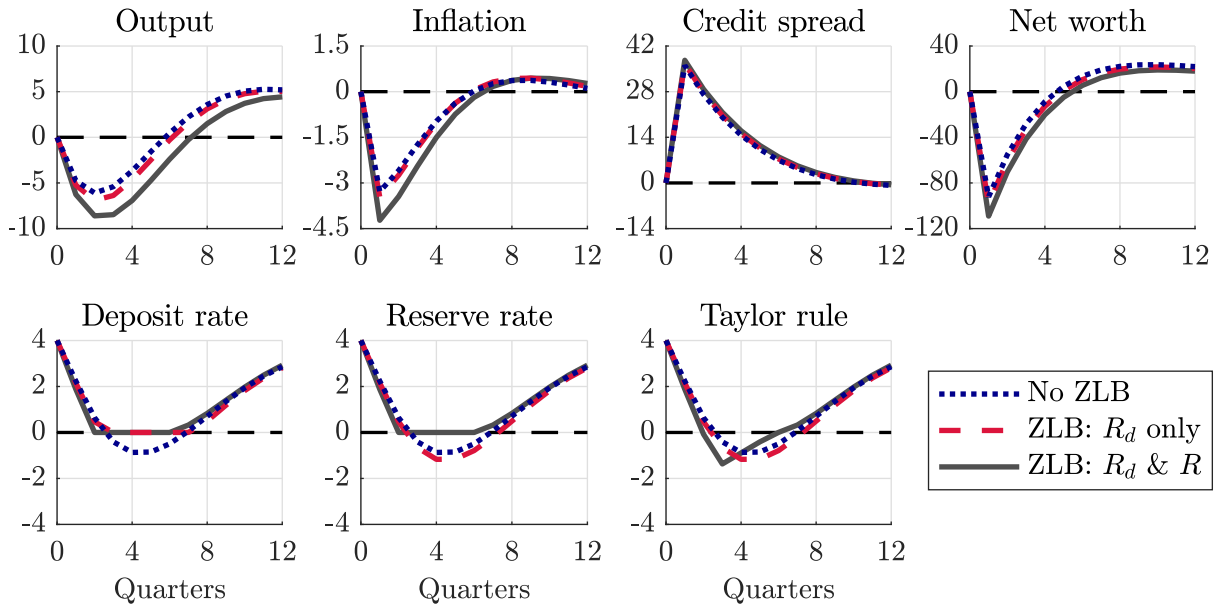 Output
Inflation
Credit spread
Net worth
10
5
0
-5
-10
0 4 8 12
1.5
0
-1.5
-3
-4.5
0 4 8 12
42
28
14
0
-14
0 4 8 12
40
0
-40
-80
-120
0 4 8 12
Deposit rate
Reserve rate
Taylor rule
4
2
0
-2
-4
0 4 8 12
Quarters
4
2
0
-2
-4
0 4 8 12
Quarters
4
2
0
-2
-4
0 4 8 12
Quarters
No ZLB
ZLB: R_d only
ZLB: R_d & R